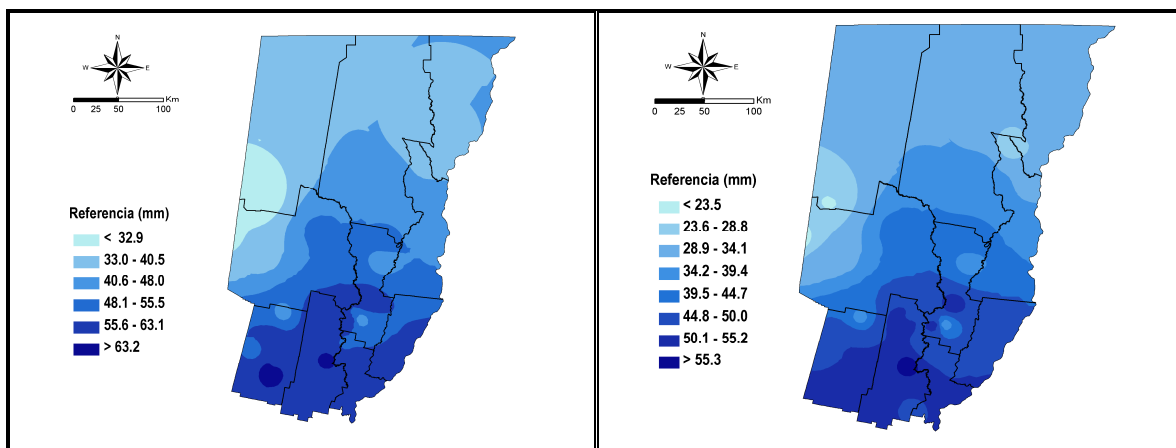 N
W E
S
Km
0 25 50 100
Referencia (mm)
< 32.9
33.0 - 40.5
40.6 - 48.0
48.1 - 55.5
55.6 - 63.1
> 63.2
N
W E
S
Km
0 25 50 100
Referencia (mm)
< 23.5
23.6 - 28.8
28.9 - 34.1
34.2 - 39.4
39.5 - 44.7
44.8 - 50.0
50.1 - 55.2
> 55.3